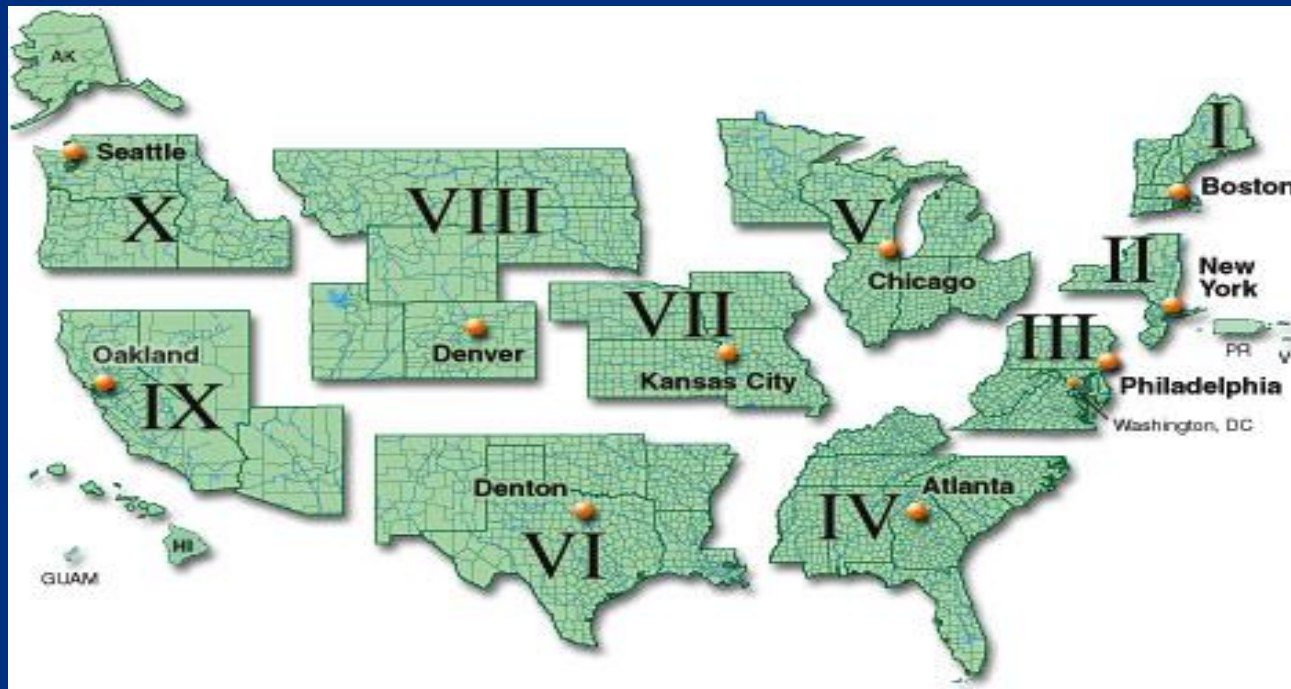 AK
Seattle
X
VIII
V
I
Boston
II
New
York
Chicago
VII
Denver
Kansas City
III
PR
V
Philadelphia
Washington, DC
Oakland
IX
Denton
VI
IV
Atlanta
HI
GUAM